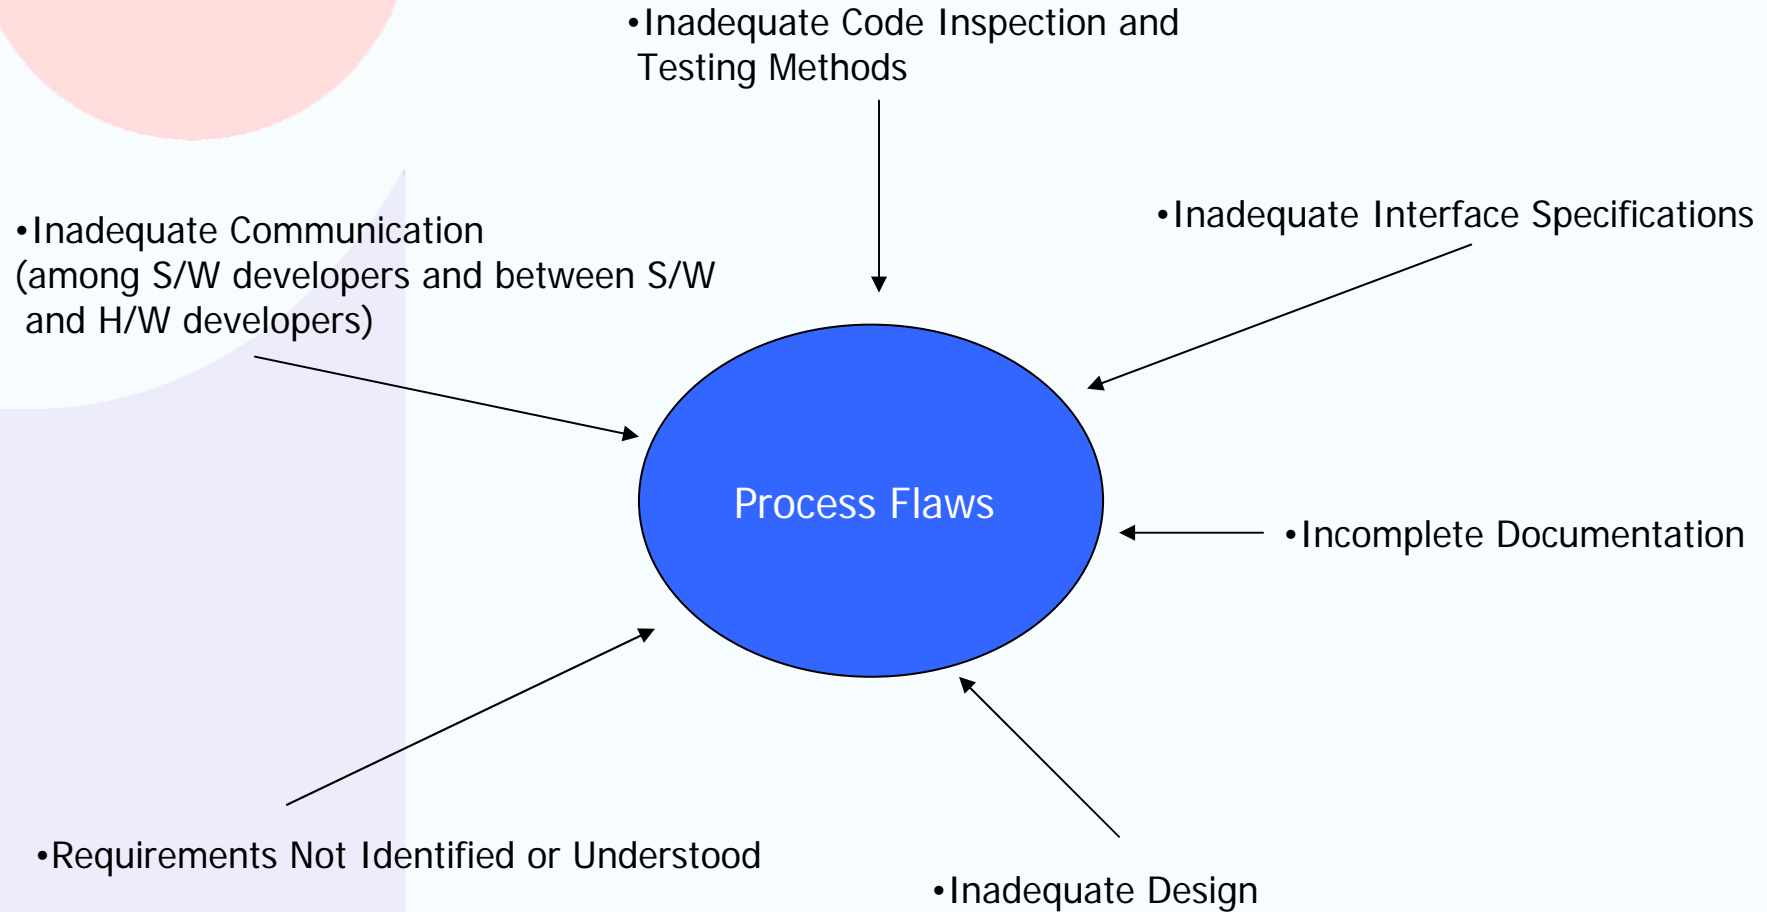 •Inadequate Code Inspection and
Testing Methods
•Inadequate Interface Specifications
•Inadequate Communication
(among S/W developers and between S/W
and H/W developers)
Process Flaws
•Incomplete Documentation
•Requirements Not Identified or Understood
•Inadequate Design